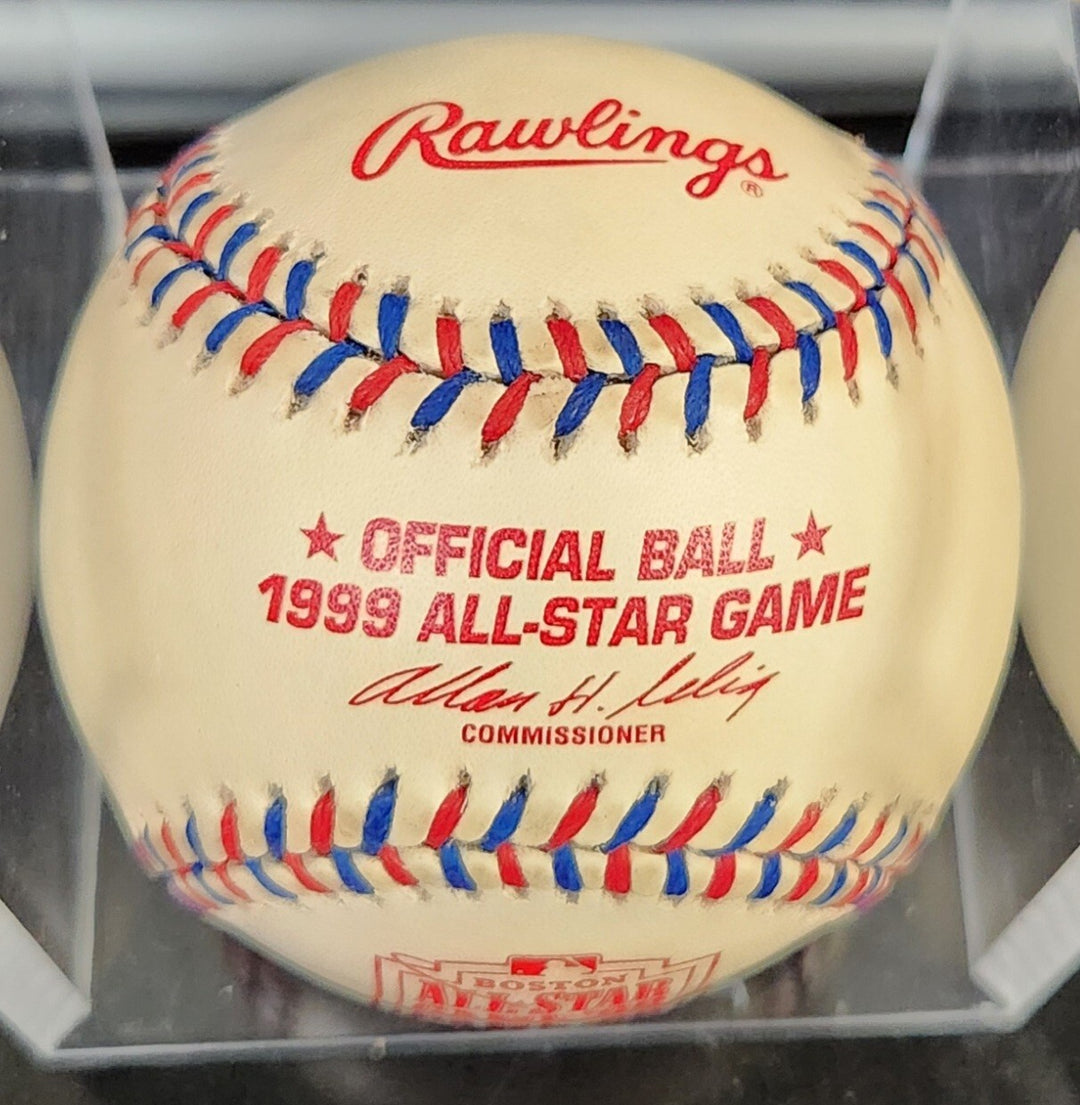 Rawlings®
★ OFFICIAL BALL ★
1999 ALL-STAR GAME
Allan H. Selig
COMMISSIONER
BOSTON
ALL-STAR